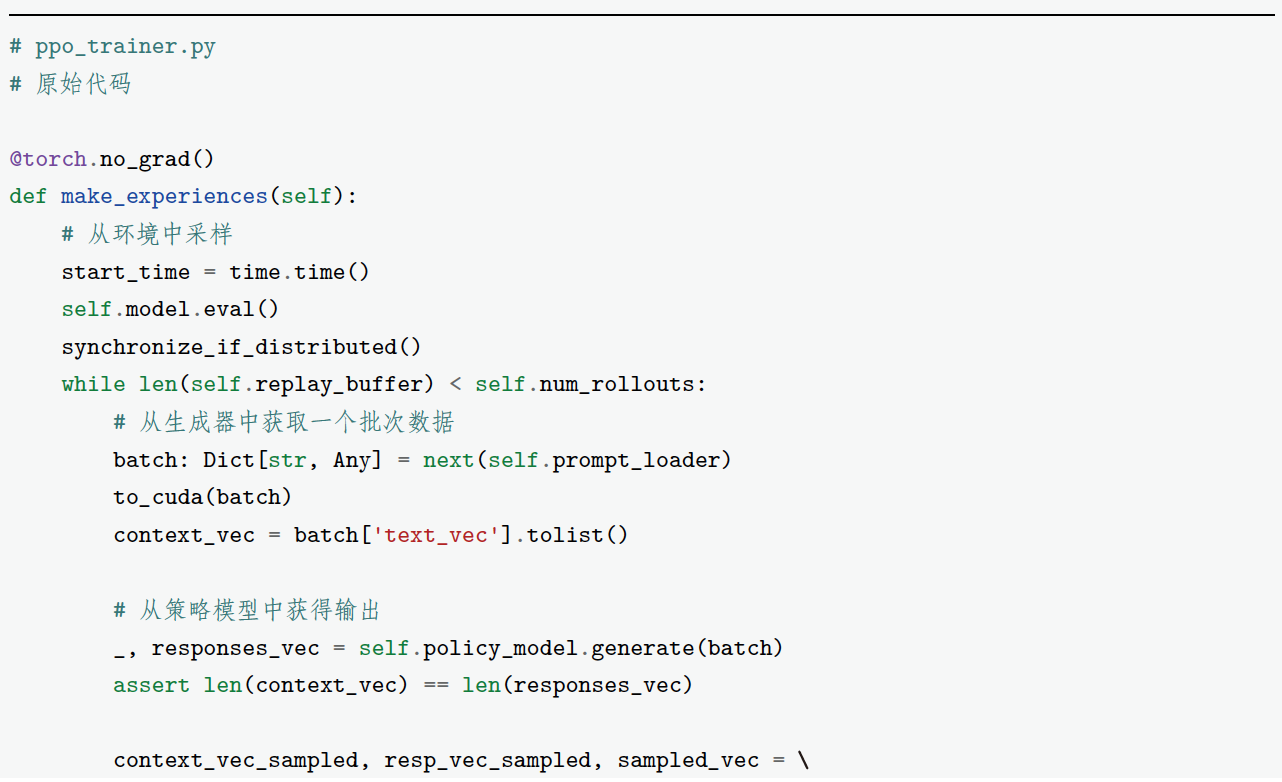 # ppo_trainer.py
# 原始代码
@torch.no_grad()
def make_experiences(self):
    # 从环境中采样
    start_time = time.time()
    self.model.eval()
    synchronize_if_distributed()
    while len(self.replay_buffer) < self.num_rollouts:
        # 从生成器中获取一个批次数据
        batch: Dict[str, Any] = next(self.prompt_loader)
        to_cuda(batch)
        context_vec = batch['text_vec'].tolist()
        # 从策略模型中获得输出
        _, responses_vec = self.policy_model.generate(batch)
        assert len(context_vec) == len(responses_vec)
        context_vec_sampled, resp_vec_sampled, sampled_vec = \